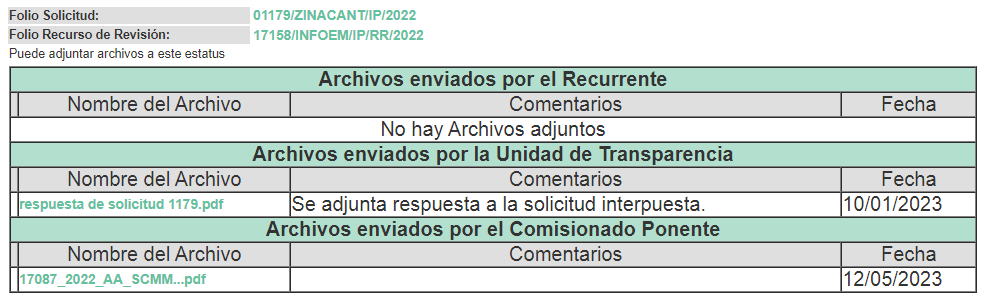 Folio Solicitud: 01179/ZINACANT/IP/2022
Folio Recurso de Revisión: 17158/INFOEM/IP/RR/2022
Puede adjuntar archivos a este estatus
Archivos enviados por el Recurrente
Nombre del Archivo Comentarios Fecha
No hay Archivos adjuntos
Archivos enviados por la Unidad de Transparencia
Nombre del Archivo Comentarios Fecha
respuesta de solicitud 1179.pdf Se adjunta respuesta a la solicitud interpuesta. 10/01/2023
Archivos enviados por el Comisionado Ponente
Nombre del Archivo Comentarios Fecha
17087_2022_AA_SCMM...pdf 12/05/2023